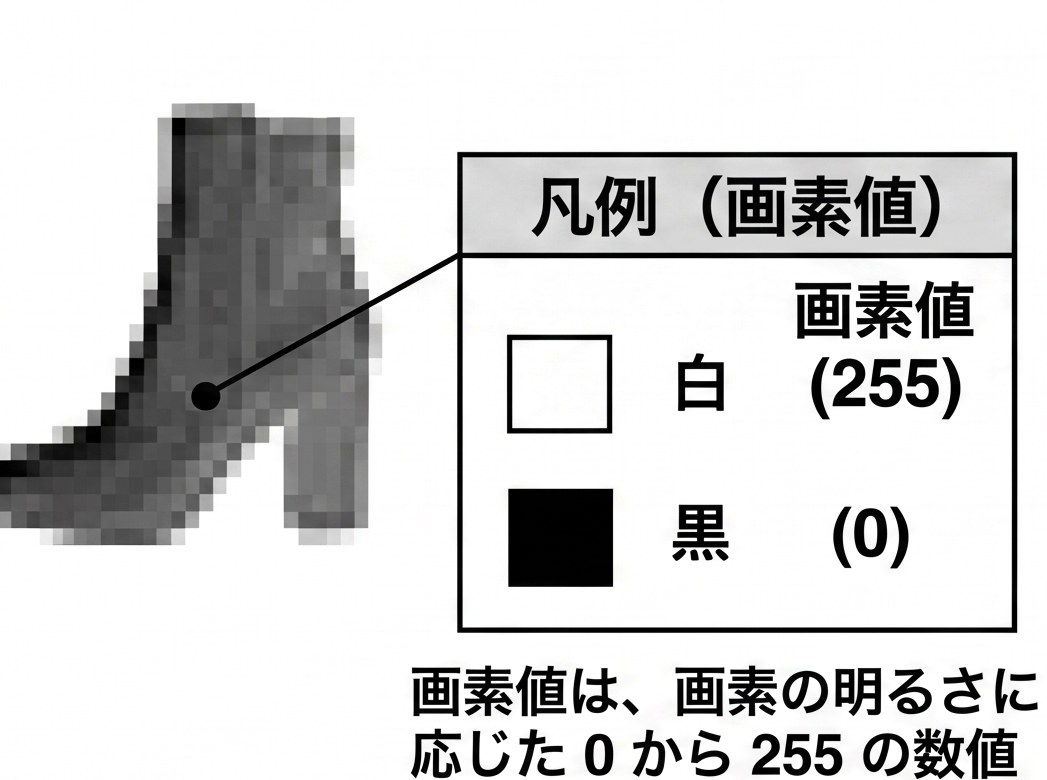 凡例（画素値）
画素値
白 (255)
黒 (0)
画素値は、画素の明るさに
応じた 0 から 255 の数値